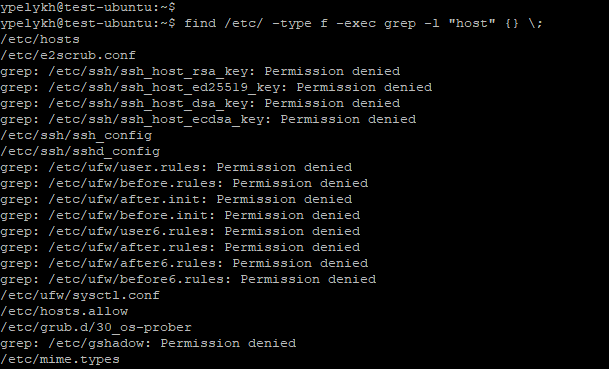 ypelykh@test-ubuntu:~$
ypelykh@test-ubuntu:~$ find /etc/ -type f -exec grep -l "host" {} \;
/etc/hosts
/etc/e2scrub.conf
grep: /etc/ssh/ssh_host_rsa_key: Permission denied
grep: /etc/ssh/ssh_host_ed25519_key: Permission denied
grep: /etc/ssh/ssh_host_dsa_key: Permission denied
grep: /etc/ssh/ssh_host_ecdsa_key: Permission denied
/etc/ssh/ssh_config
/etc/ssh/sshd_config
grep: /etc/ufw/user.rules: Permission denied
grep: /etc/ufw/before.rules: Permission denied
grep: /etc/ufw/after.init: Permission denied
grep: /etc/ufw/before.init: Permission denied
grep: /etc/ufw/user6.rules: Permission denied
grep: /etc/ufw/after.rules: Permission denied
grep: /etc/ufw/after6.rules: Permission denied
grep: /etc/ufw/before6.rules: Permission denied
/etc/ufw/sysctl.conf
/etc/hosts.allow
/etc/grub.d/30_os-prober
grep: /etc/gshadow: Permission denied
/etc/mime.types